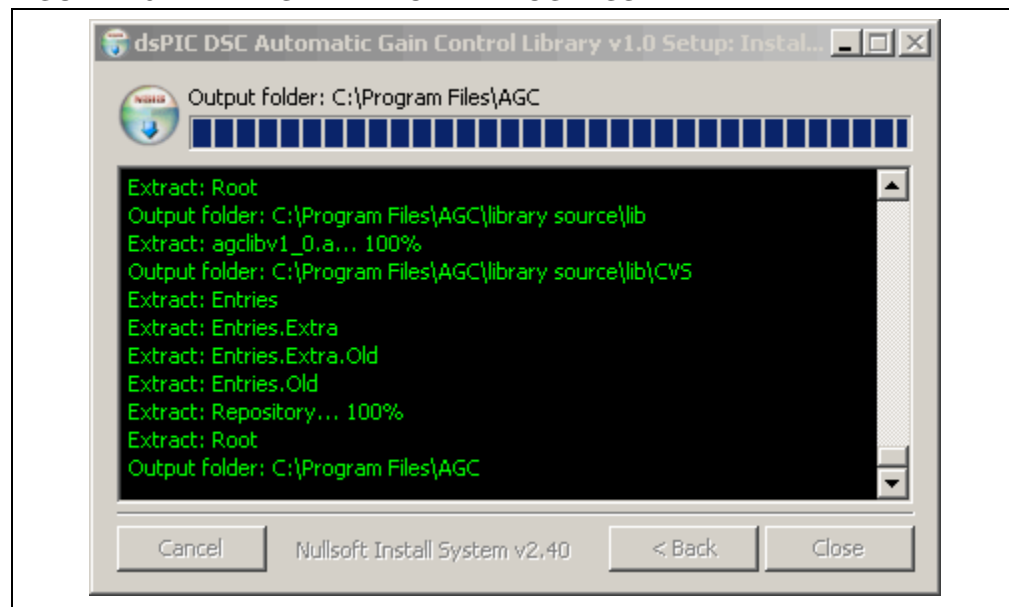 dsPIC DSC Automatic Gain Control Library v1.0 Setup: Instal...
Output folder: C:\Program Files\AGC
Extract: Root
Output folder: C:\Program Files\AGC\library source\lib
Extract: agclibv1_0.a... 100%
Output folder: C:\Program Files\AGC\library source\lib\CVS
Extract: Entries
Extract: Entries.Extra
Extract: Entries.Extra.Old
Extract: Entries.Old
Extract: Repository... 100%
Extract: Root
Output folder: C:\Program Files\AGC
Cancel
Nullsoft Install System v2.40
< Back
Close